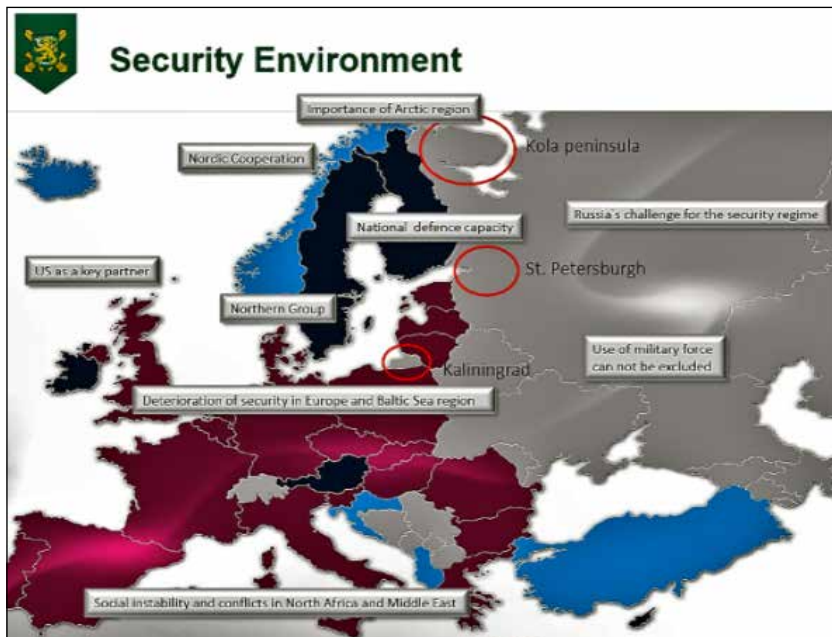 Security Environment
Importance of Arctic region
Kola peninsula
Nordic Cooperation
Russia's challenge for the security regime
National defence capacity
US as a key partner
St. Petersburgh
Northern Group
Use of military force
can not be excluded
Kaliningrad
Deterioration of security in Europe and Baltic Sea region
Social instability and conflicts in North Africa and Middle East